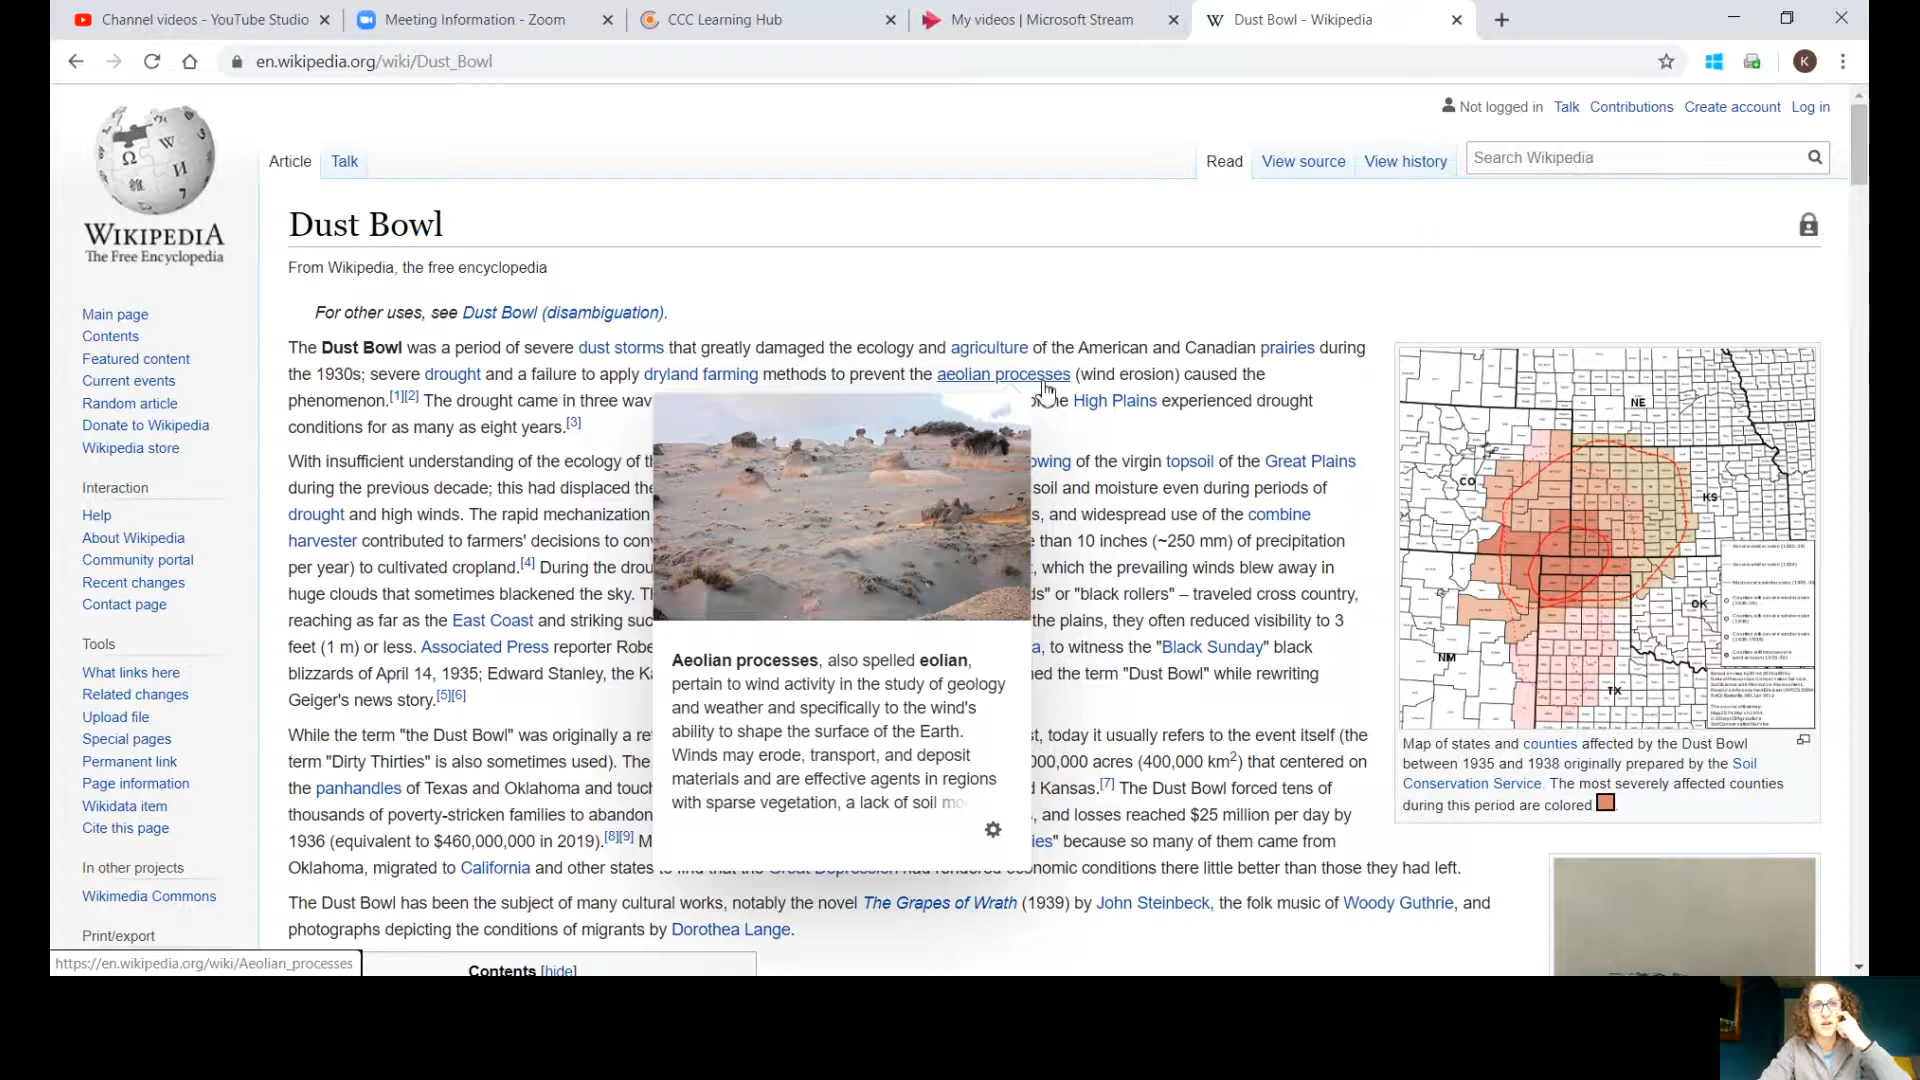 Channel videos - YouTube Studio
Meeting Information - Zoom
CCC Learning Hub
My videos | Microsoft Stream
Dust Bowl - Wikipedia
en.wikipedia.org/wiki/Dust_Bowl
K
Not logged in Talk Contributions Create account Log in
WIKIPEDIA
The Free Encyclopedia
Article Talk
Read View source View history
Search Wikipedia
Dust Bowl
From Wikipedia, the free encyclopedia
For other uses, see Dust Bowl (disambiguation).
The Dust Bowl was a period of severe dust storms that greatly damaged the ecology and agriculture of the American and Canadian prairies during
the 1930s; severe drought and a failure to apply dryland farming methods to prevent the aeolian processes (wind erosion) caused the
phenomenon.[1][2] The drought came in three wav High Plains experienced drought
conditions for as many as eight years.[3]
With insufficient understanding of the ecology of t owing of the virgin topsoil of the Great Plains
during the previous decade; this had displaced the soil and moisture even during periods of
drought and high winds. The rapid mechanization s, and widespread use of the combine
harvester contributed to farmers' decisions to con e than 10 inches (~250 mm) of precipitation
per year) to cultivated cropland.[4] During the drou , which the prevailing winds blew away in
huge clouds that sometimes blackened the sky. T ds" or "black rollers" – traveled cross country,
reaching as far as the East Coast and striking suc the plains, they often reduced visibility to 3
feet (1 m) or less. Associated Press reporter Robe a, to witness the "Black Sunday" black
blizzards of April 14, 1935; Edward Stanley, the Ka ned the term "Dust Bowl" while rewriting
Geiger's news story.[5][6]
While the term "the Dust Bowl" was originally a re t, today it usually refers to the event itself (the
term "Dirty Thirties" is also sometimes used). The 000,000 acres (400,000 km2) that centered on
the panhandles of Texas and Oklahoma and touch d Kansas.[7] The Dust Bowl forced tens of
thousands of poverty-stricken families to abandon , and losses reached $25 million per day by
1936 (equivalent to $460,000,000 in 2019).[8][9] M ies" because so many of them came from
Oklahoma, migrated to California and other states to find that the Great Depression had rendered economic conditions there little better than those they had left.
The Dust Bowl has been the subject of many cultural works, notably the novel The Grapes of Wrath (1939) by John Steinbeck, the folk music of Woody Guthrie, and
photographs depicting the conditions of migrants by Dorothea Lange.
Contents [hide]
Aeolian processes, also spelled eolian,
pertain to wind activity in the study of geology
and weather and specifically to the wind's
ability to shape the surface of the Earth.
Winds may erode, transport, and deposit
materials and are effective agents in regions
with sparse vegetation, a lack of soil mo
NE
CO
KS
OK
NM
TX
Map of states and counties affected by the Dust Bowl
between 1935 and 1938 originally prepared by the Soil
Conservation Service. The most severely affected counties
during this period are colored
Main page
Contents
Featured content
Current events
Random article
Donate to Wikipedia
Wikipedia store
Interaction
Help
About Wikipedia
Community portal
Recent changes
Contact page
Tools
What links here
Related changes
Upload file
Special pages
Permanent link
Page information
Wikidata item
Cite this page
In other projects
Wikimedia Commons
Print/export
https://en.wikipedia.org/wiki/Aeolian_processes